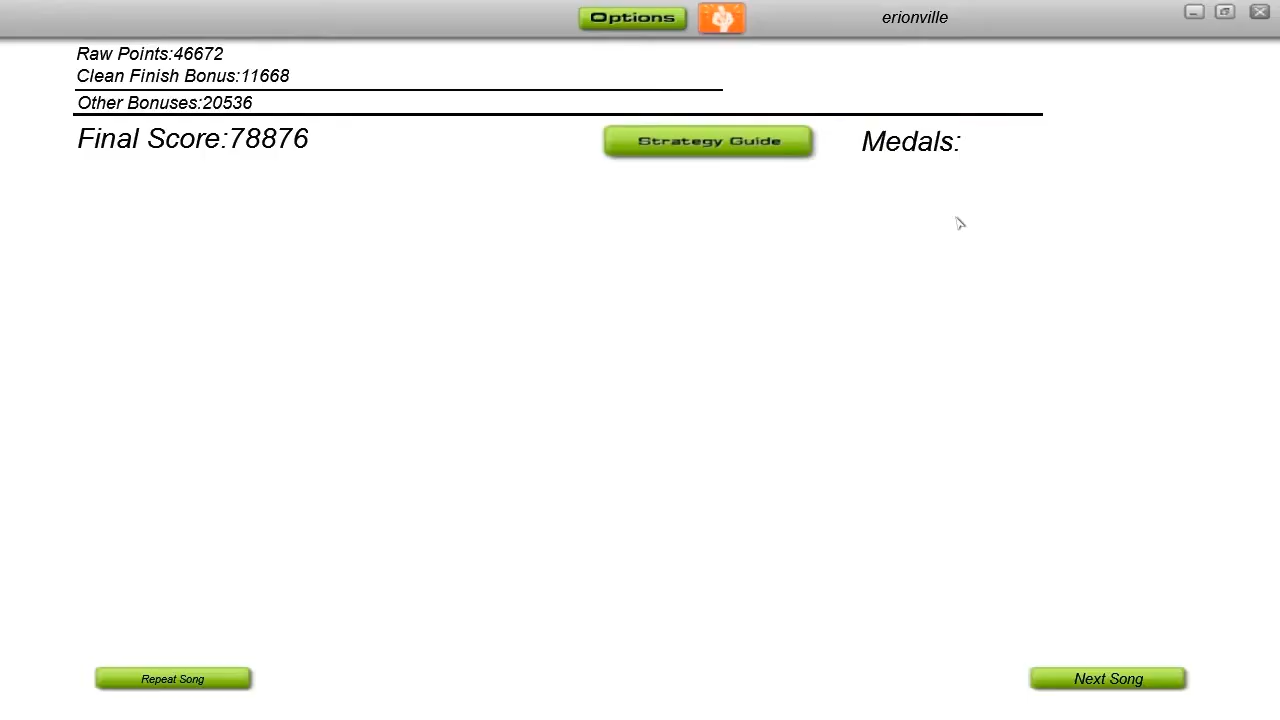 Options
erionville
Raw Points:46672
Clean Finish Bonus:11668
Other Bonuses:20536
Final Score:78876
Strategy Guide
Medals:
Repeat Song
Next Song